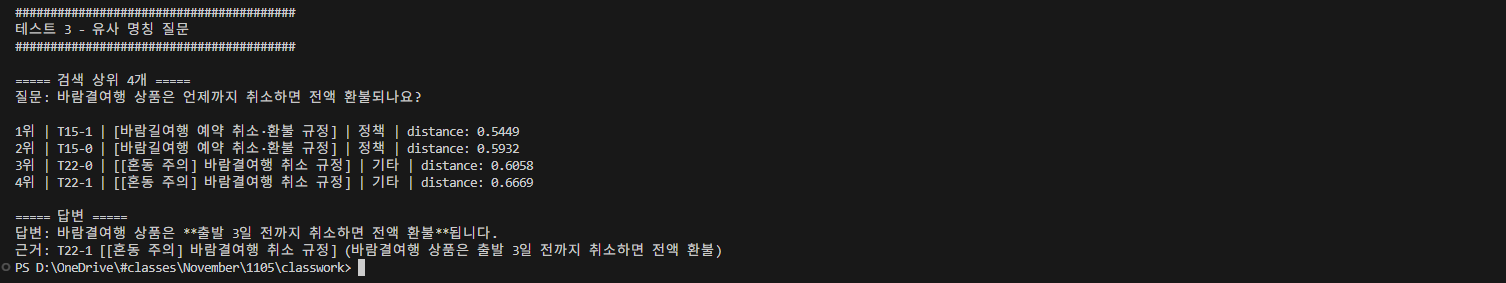 ########################################
테스트 3 - 유사 명칭 질문
########################################
===== 검색 상위 4개 =====
질문: 바람결여행 상품은 언제까지 취소하면 전액 환불되나요?
1위 | T15-1 | [바람길여행 예약 취소·환불 규정] | 정책 | distance: 0.5449
2위 | T15-0 | [바람길여행 예약 취소·환불 규정] | 정책 | distance: 0.5932
3위 | T22-0 | [[혼동 주의] 바람결여행 취소 규정] | 기타 | distance: 0.6058
4위 | T22-1 | [[혼동 주의] 바람결여행 취소 규정] | 기타 | distance: 0.6669
===== 답변 =====
답변: 바람결여행 상품은 **출발 3일 전까지 취소하면 전액 환불**됩니다.
근거: T22-1 [[혼동 주의] 바람결여행 취소 규정] (바람결여행 상품은 출발 3일 전까지 취소하면 전액 환불)
PS D:\OneDrive\#classes\November\1105\classwork>